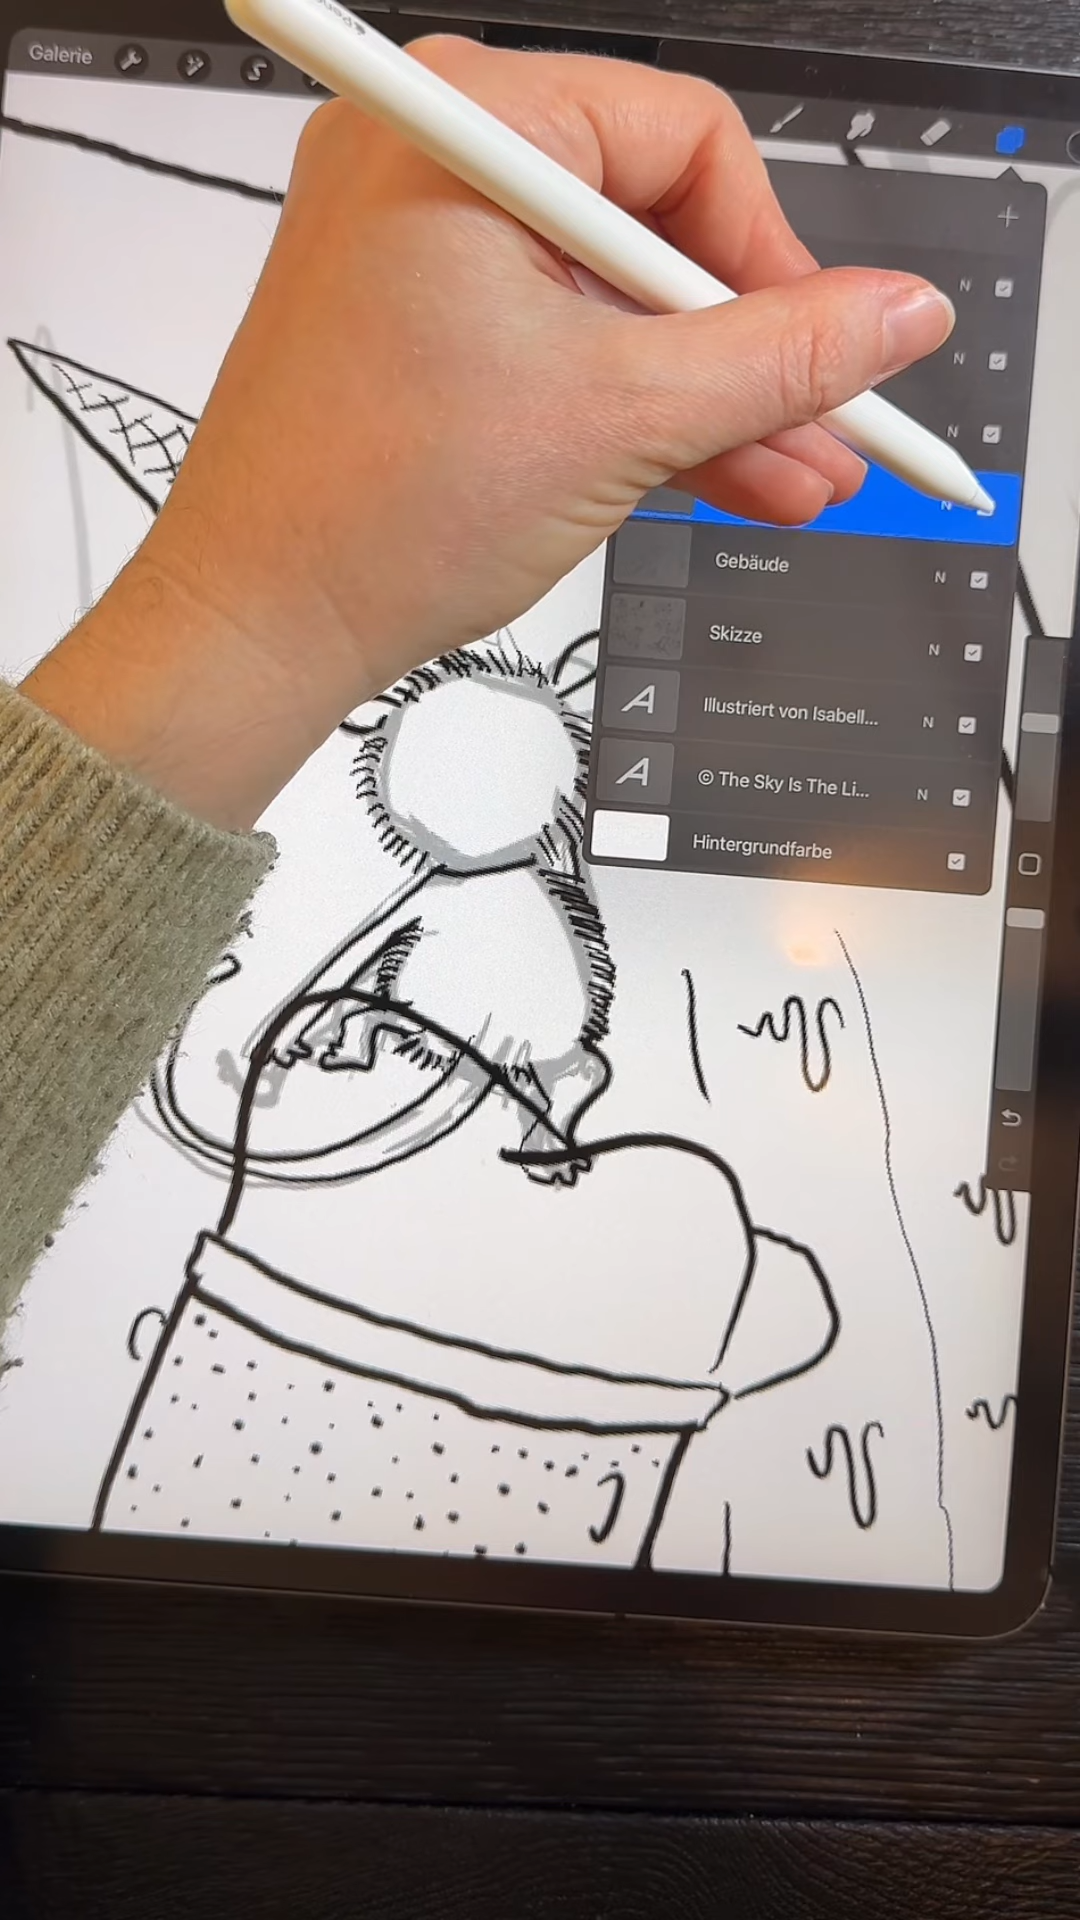 Galerie
N
N
N
N
Gebäude N
Skizze N
A Illustriert von Isabell... N
A © The Sky Is The Li... N
Hintergrundfarbe